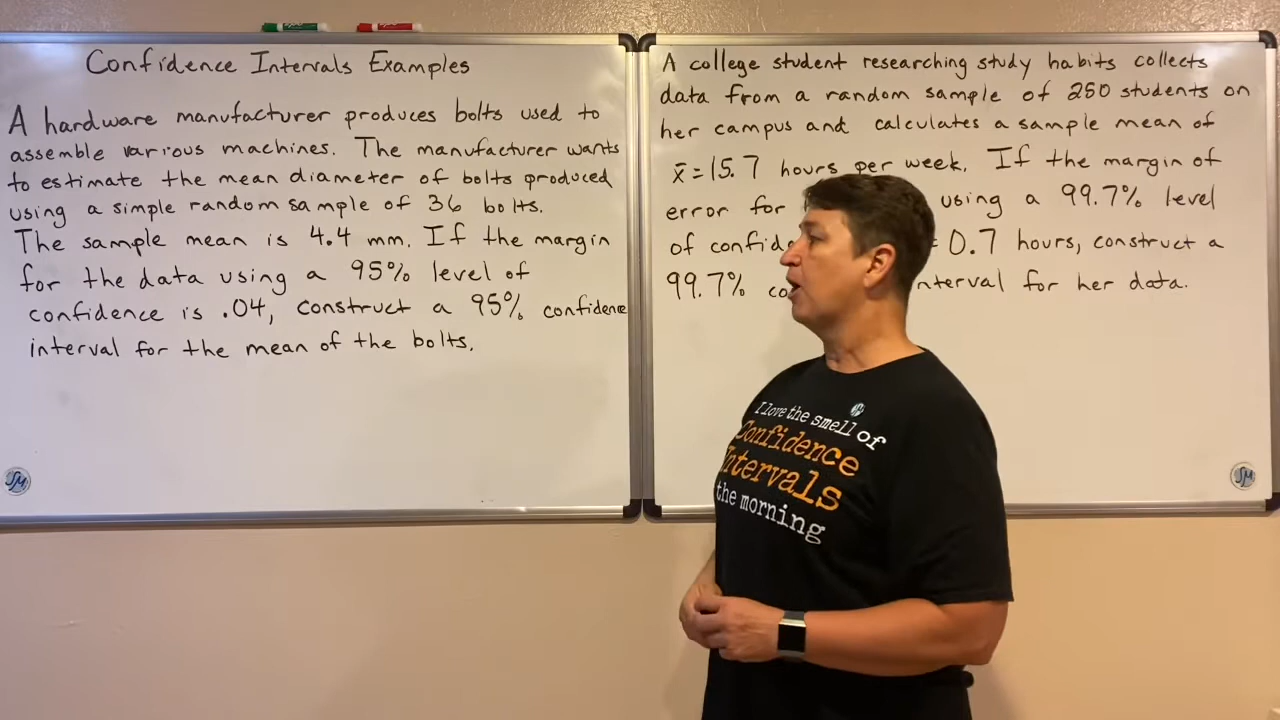 Confidence Intervals Examples
A hardware manufacturer produces bolts used to
assemble various machines. The manufacturer wants
to estimate the mean diameter of bolts produced
using a simple random sample of 36 bolts.
The sample mean is 4.4 mm. If the margin
for the data using a 95% level of
confidence is .04, construct a 95% confidence
interval for the mean of the bolts.
SM
A college student researching study habits collects
data from a random sample of 250 students on
her campus and calculates a sample mean of
x̄ = 15.7 hours per week. If the margin of
error for using a 99.7% level
of 0.7 hours, construct a
99.7% for her data.
SM
I love the smell of
Confidence
Intervals
the morning